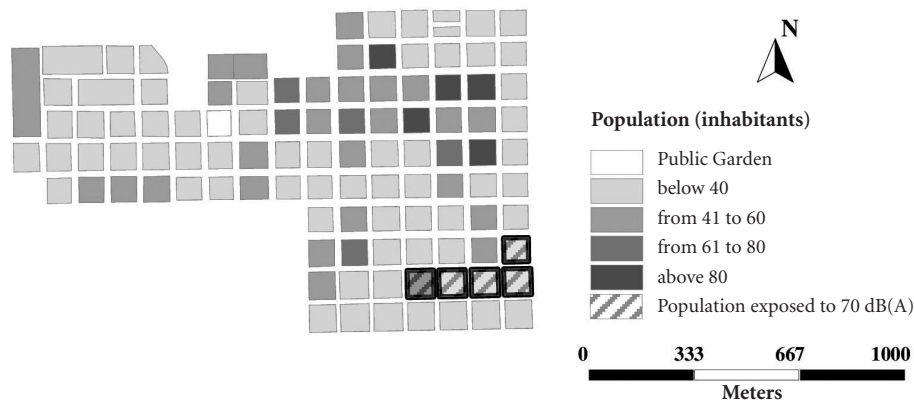 N
Population (inhabitants)
Public Garden
below 40
from 41 to 60
from 61 to 80
above 80
Population exposed to 70 dB(A)
0 333 667 1000
Meters